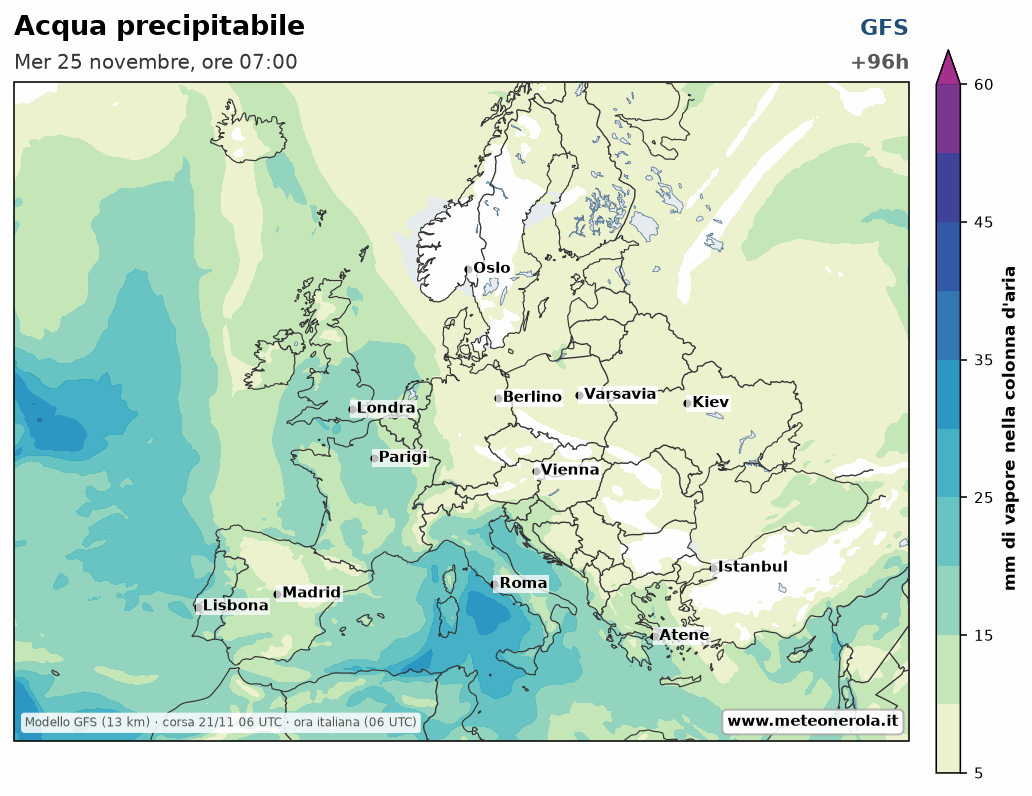 Acqua precipitabile
GFS
Mer 25 novembre, ore 07:00
+96h
60
45
35
25
15
5
mm di vapore nella colonna d'aria
Oslo
Berlino
Varsavia
Kiev
Londra
Parigi
Vienna
Istanbul
Roma
Madrid
Lisbona
Atene
Modello GFS (13 km) · corsa 21/11 06 UTC · ora italiana (06 UTC)
www.meteonerola.it